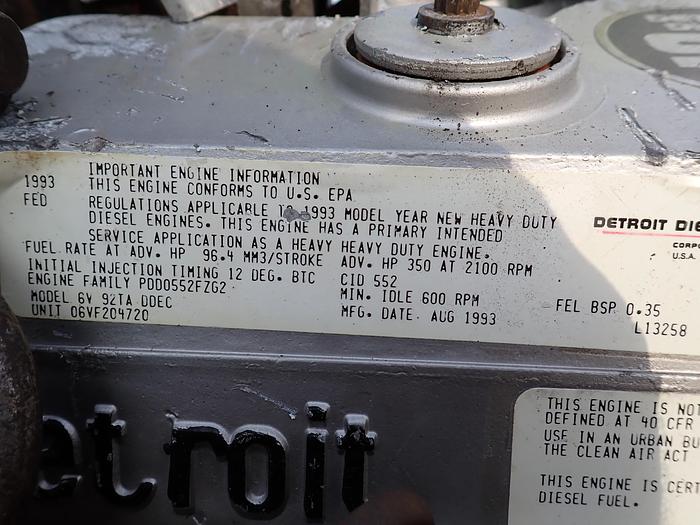 1993
FED
IMPORTANT ENGINE INFORMATION
THIS ENGINE CONFORMS TO U.S. EPA
REGULATIONS APPLICABLE TO 1993 MODEL YEAR NEW HEAVY DUTY
DIESEL ENGINES. THIS ENGINE HAS A PRIMARY INTENDED
SERVICE APPLICATION AS A HEAVY HEAVY DUTY ENGINE.
FUEL RATE AT ADV. HP 96.4 MM3/STROKE ADV. HP 350 AT 2100 RPM
INITIAL INJECTION TIMING 12 DEG. BTC CID 552
ENGINE FAMILY PDD0552FZG2 MIN. IDLE 600 RPM FEL BSP 0.35
MODEL 6V 92TA DDEC MFG. DATE AUG 1993 L13258
UNIT 06VF204720
DETROIT DIE
CORPO
U.S.A.
etroit
THIS ENGINE IS NOT
DEFINED AT 40 CFR
USE IN AN URBAN BU
THE CLEAN AIR ACT
THIS ENGINE IS CERT
DIESEL FUEL.